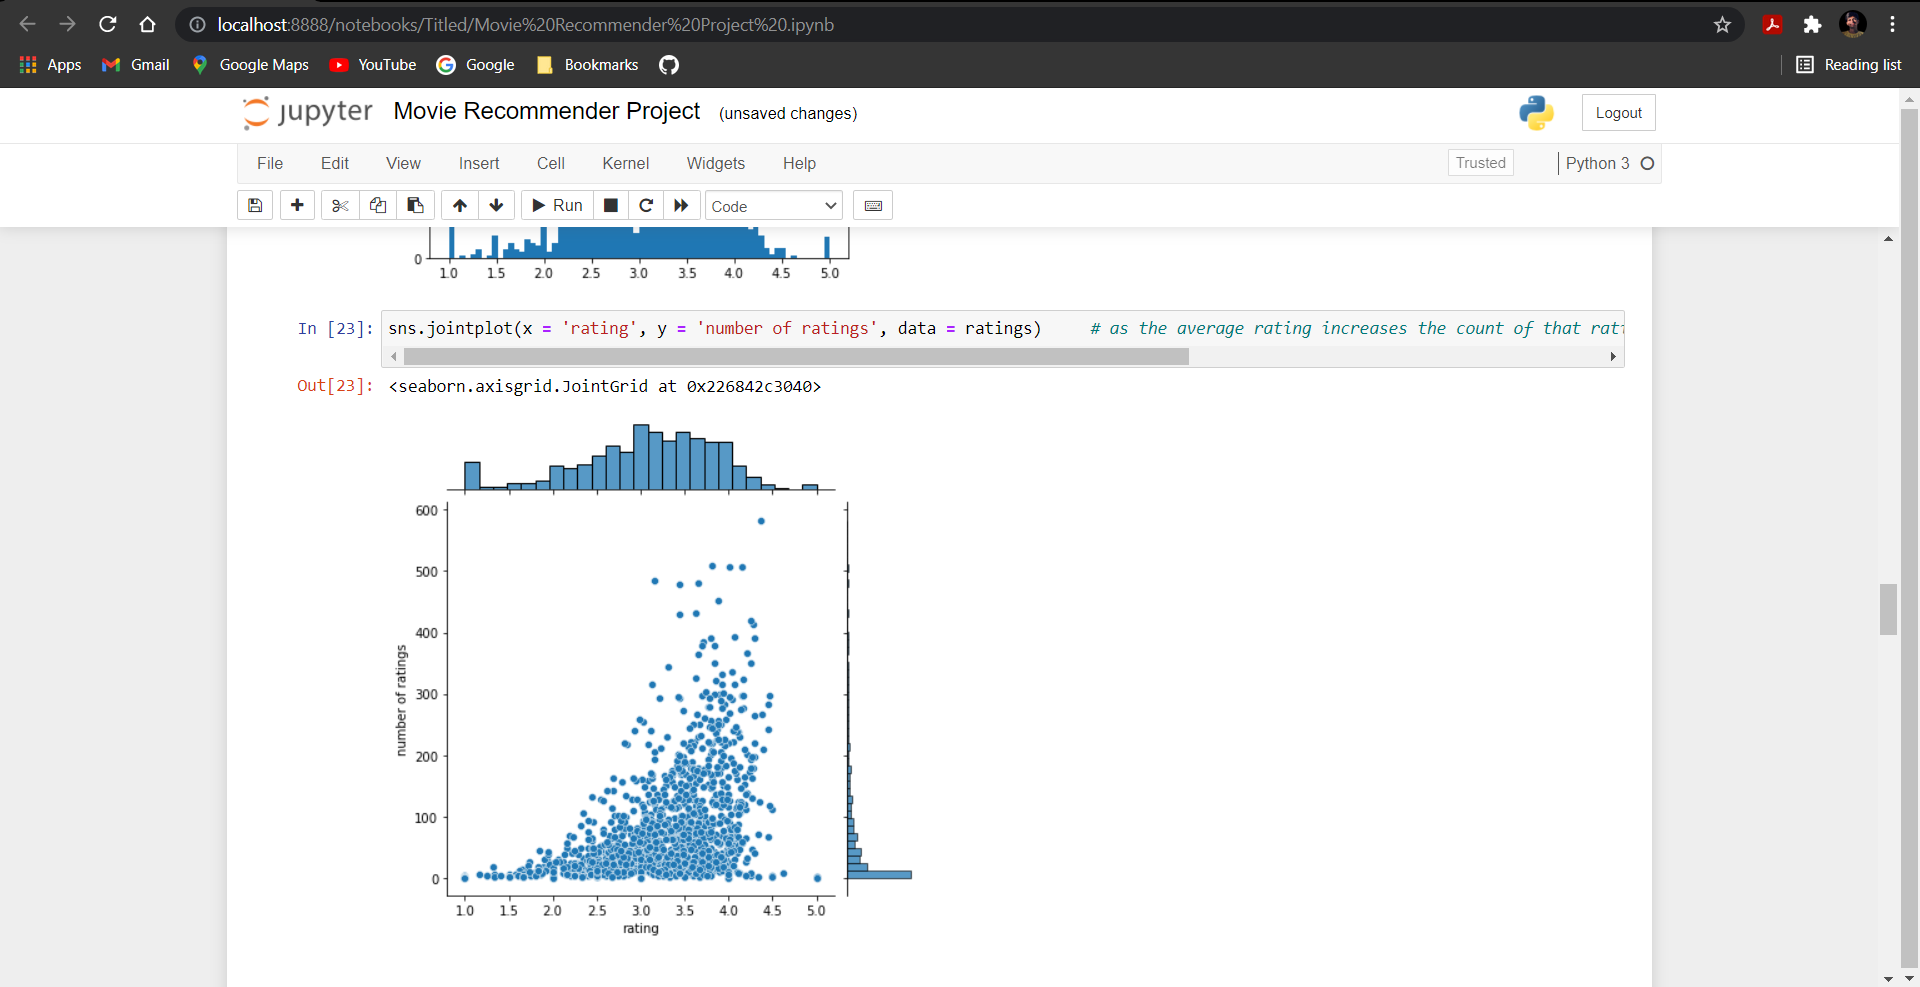 localhost:8888/notebooks/Titled/Movie%20Recommender%20Project%20.ipynb
Apps Gmail Google Maps YouTube Google Bookmarks Reading list
jupyter Movie Recommender Project (unsaved changes) Logout
File Edit View Insert Cell Kernel Widgets Help Trusted Python 3
Run Code
0
1.0 1.5 2.0 2.5 3.0 3.5 4.0 4.5 5.0
In [23]: sns.jointplot(x = 'rating', y = 'number of ratings', data = ratings) # as the average rating increases the count of that rati
Out[23]: <seaborn.axisgrid.JointGrid at 0x226842c3040>
600
500
400
number of ratings
300
200
100
0
1.0 1.5 2.0 2.5 3.0 3.5 4.0 4.5 5.0
rating